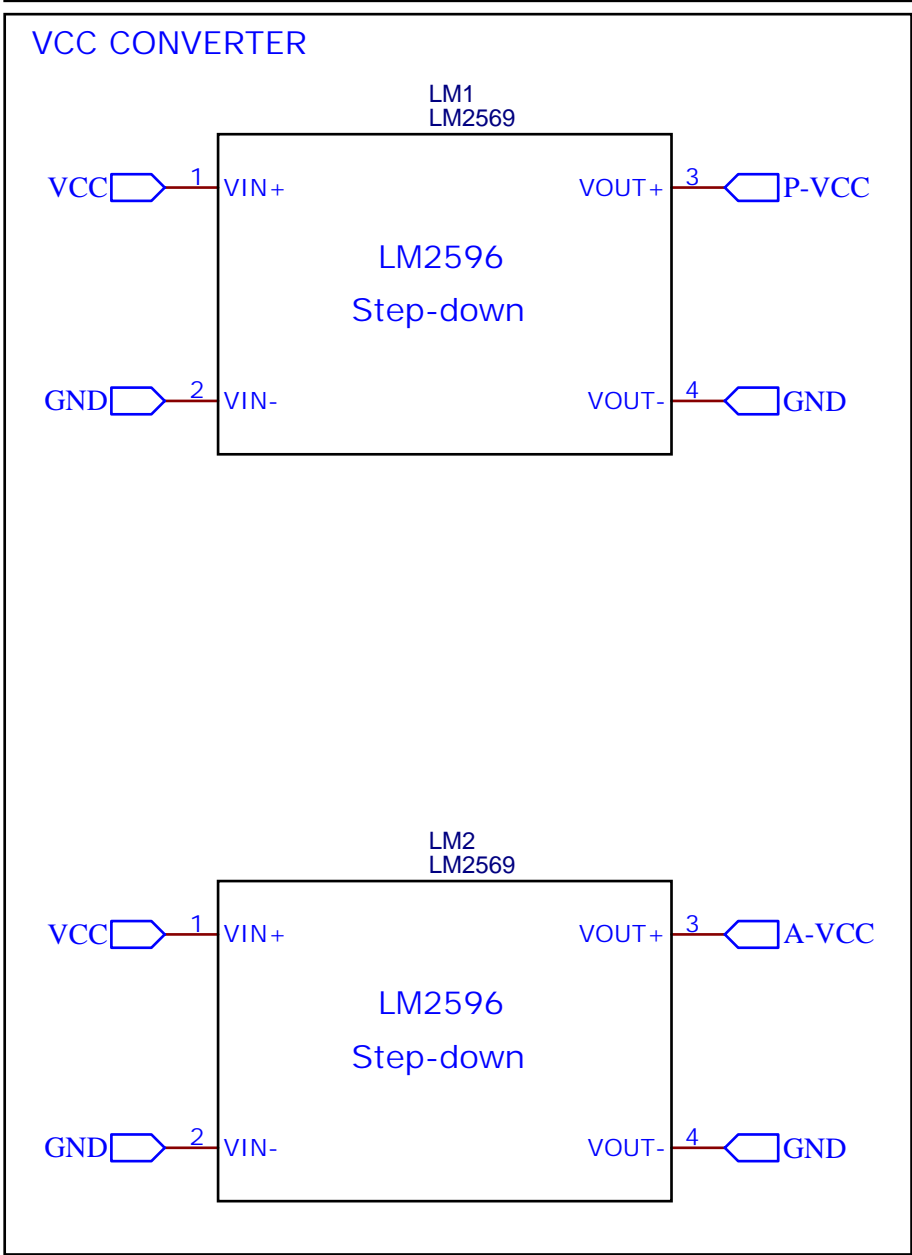 VCC CONVERTER
LM1
LM2569
VCC 1 VIN+ VOUT+ 3 P-VCC
LM2596
Step-down
GND 2 VIN- VOUT- 4 GND
LM2
LM2569
VCC 1 VIN+ VOUT+ 3 A-VCC
LM2596
Step-down
GND 2 VIN- VOUT- 4 GND